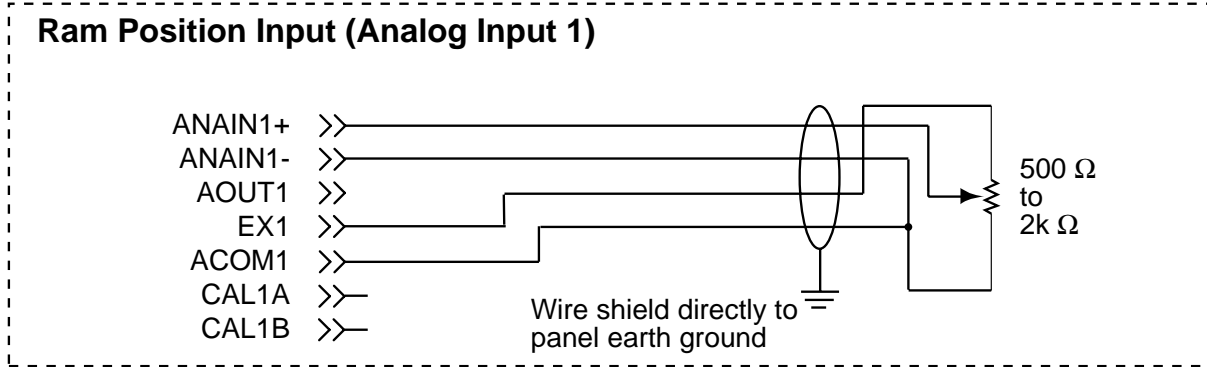 Ram Position Input (Analog Input 1)
ANAIN1+
ANAIN1-
AOUT1
EX1
ACOM1
CAL1A
CAL1B
500 Ω
to
2k Ω
Wire shield directly to
panel earth ground